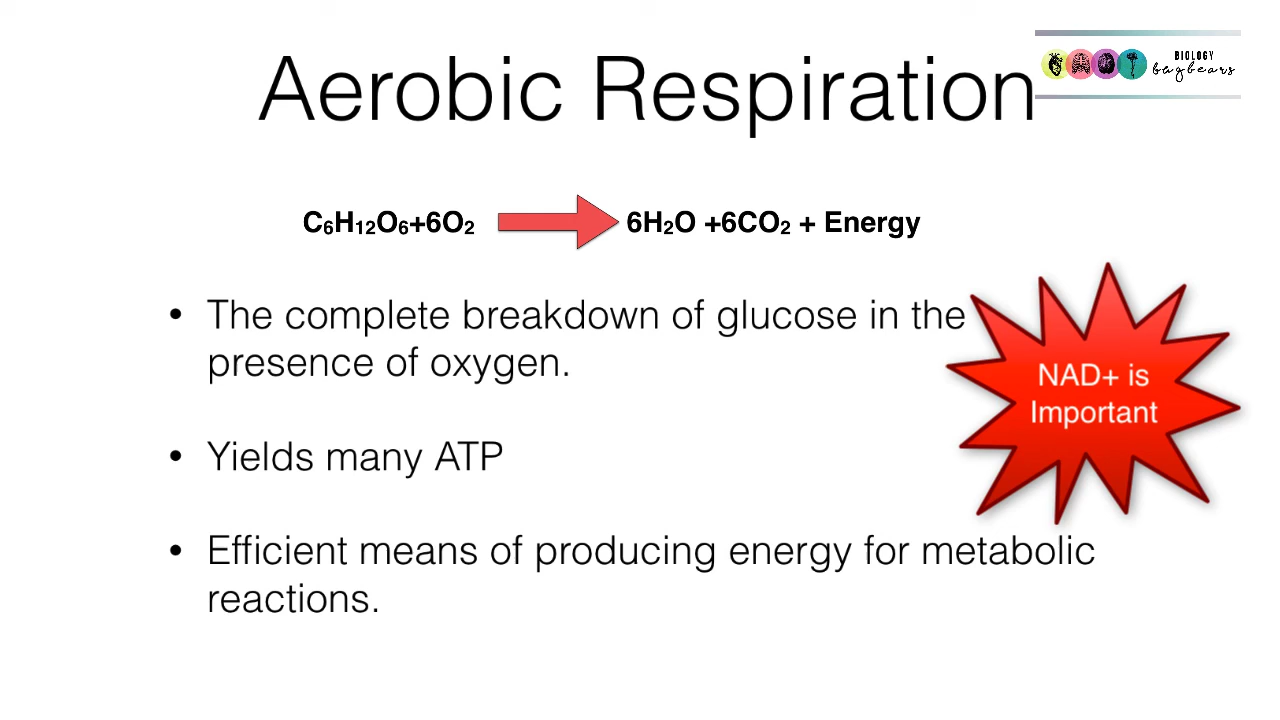 Aerobic Respiration
BIOLOGY
baybears
C₆H₁₂O₆+6O₂ 6H₂O +6CO₂ + Energy
• The complete breakdown of glucose in the
presence of oxygen.
NAD+ is
Important
• Yields many ATP
• Efficient means of producing energy for metabolic
reactions.